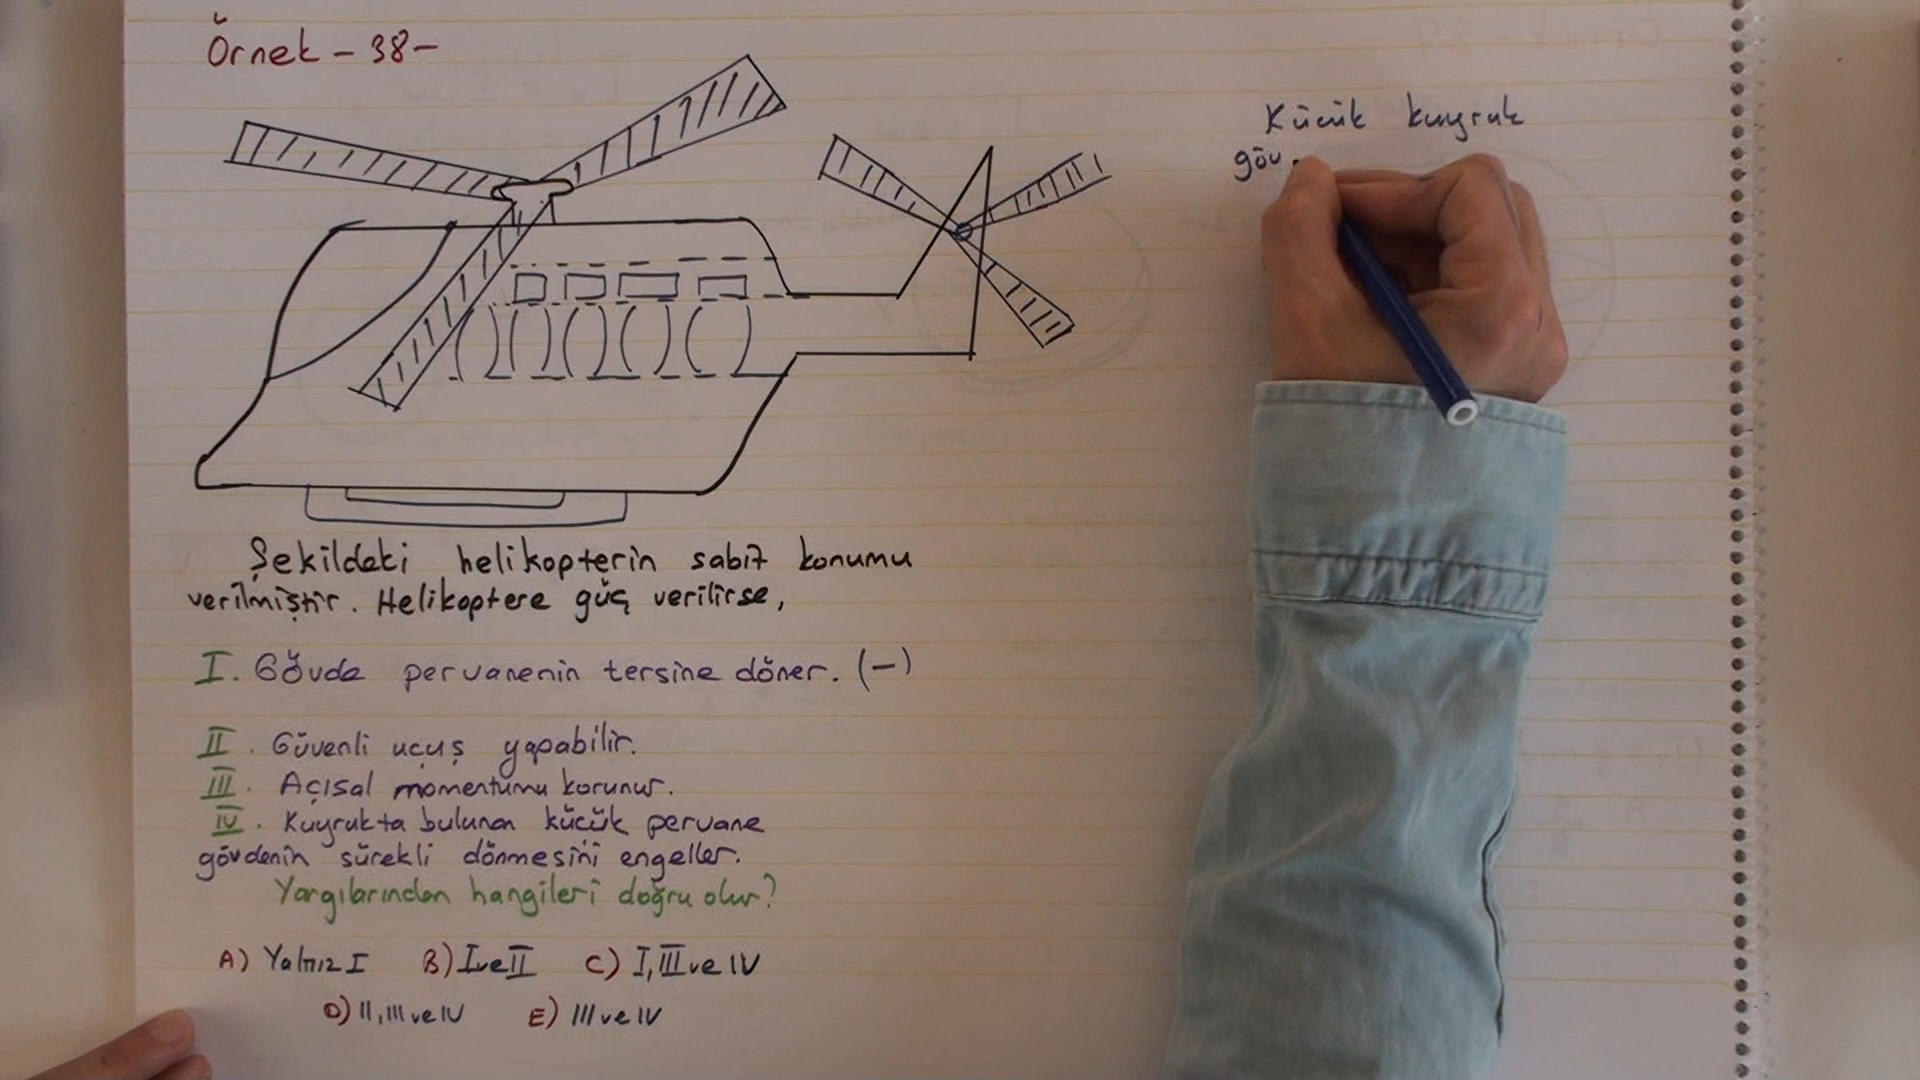 Örnek - 38-
Küçük kuyruk
göv
Şekildeki helikopterin sabit konumu
verilmiştir. Helikoptere güç verilirse,
I. Gövde pervanenin tersine döner. (-)
II. Güvenli uçuş yapabilir.
III. Açısal momentumu korunur.
IV. Kuyrukta bulunan küçük pervane
gövdenin sürekli dönmesini engeller.
Yargılarından hangileri doğru olur?
A) Yalnız I B) I ve II C) I, III ve IV
D) II, III ve IV E) III ve IV